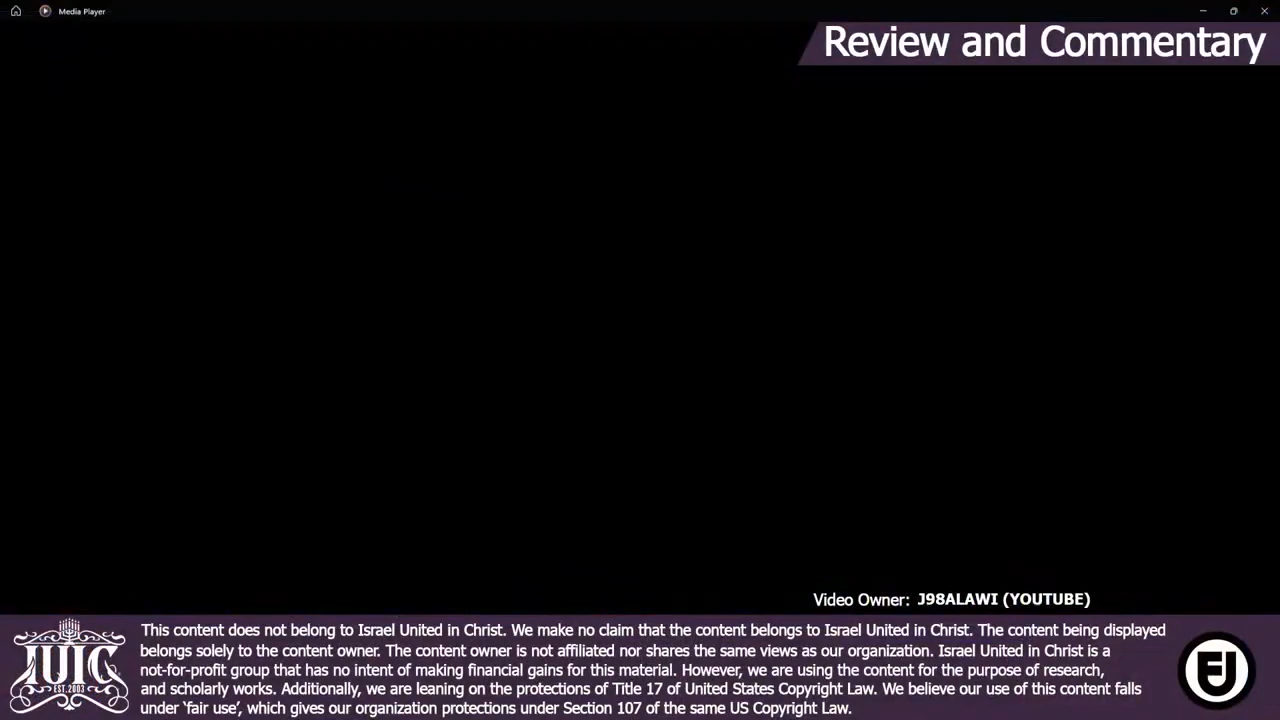 Media Player
Review and Commentary
Video Owner: J98ALAWI (YOUTUBE)
This content does not belong to Israel United in Christ. We make no claim that the content belongs to Israel United in Christ. The content being displayed
belongs solely to the content owner. The content owner is not affiliated nor shares the same views as our organization. Israel United in Christ is a
not-for-profit group that has no intent of making financial gains for this material. However, we are using the content for the purpose of research,
and scholarly works. Additionally, we are leaning on the protections of Title 17 of United States Copyright Law. We believe our use of this content falls
under ‘fair use’, which gives our organization protections under Section 107 of the same US Copyright Law.
IUIC
EST. 2003